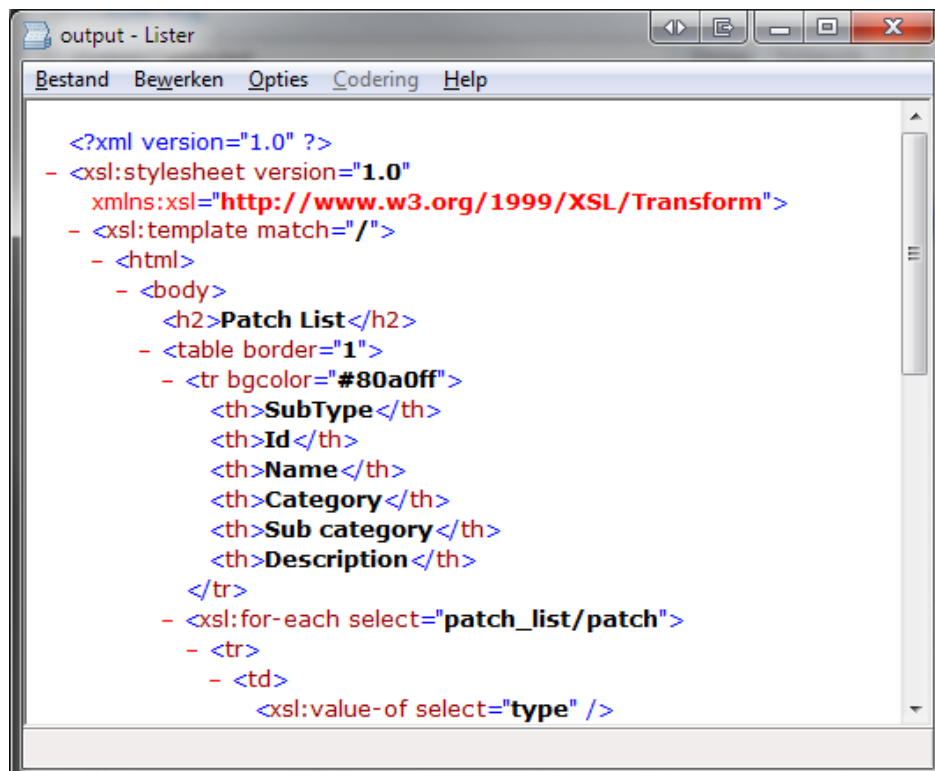 output - Lister
Bestand Bewerken Opties Codering Help
<?xml version="1.0" ?>
- <xsl:stylesheet version="1.0"
xmlns:xsl="http://www.w3.org/1999/XSL/Transform">
- <xsl:template match="/">
- <html>
- <body>
<h2>Patch List</h2>
- <table border="1">
- <tr bgcolor="#80a0ff">
<th>SubType</th>
<th>Id</th>
<th>Name</th>
<th>Category</th>
<th>Sub category</th>
<th>Description</th>
</tr>
- <xsl:for-each select="patch_list/patch">
- <tr>
- <td>
<xsl:value-of select="type" />